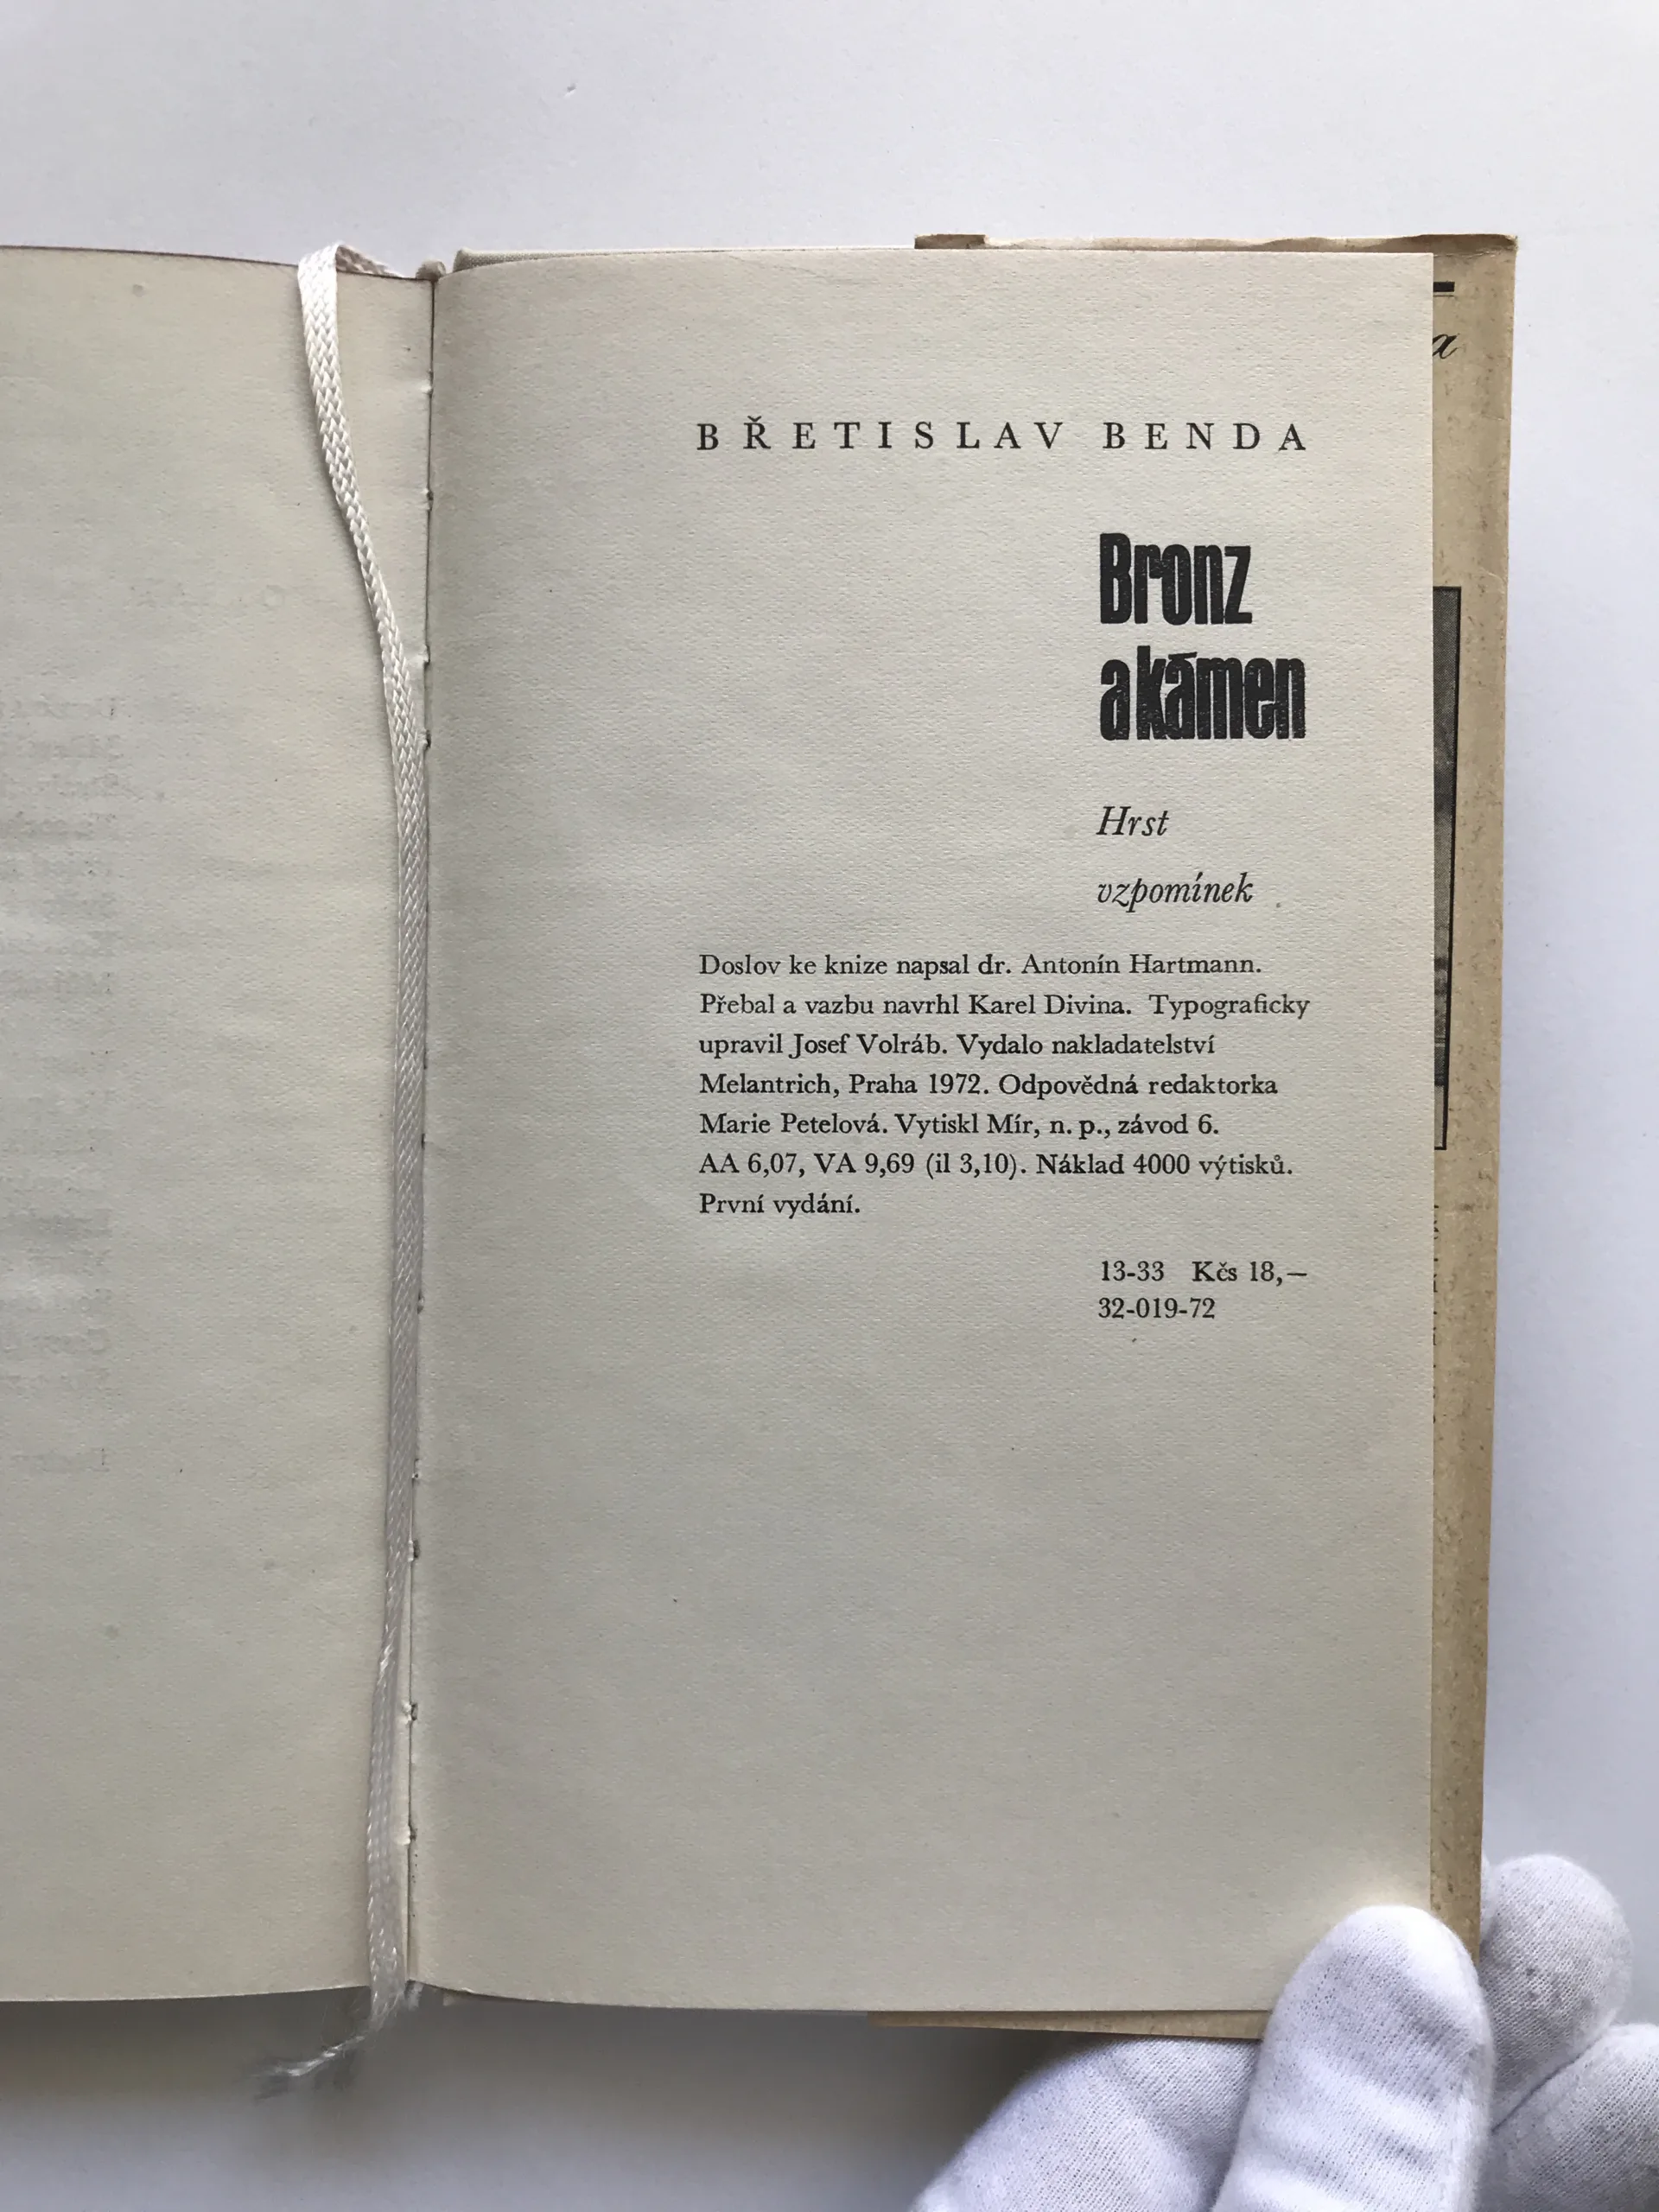 BŘETISLAV BENDA
Bronz
a kámen
Hrst
vzpomínek
Doslov ke knize napsal dr. Antonín Hartmann.
Přebal a vazbu navrhl Karel Divina. Typograficky
upravil Josef Volráb. Vydalo nakladatelství
Melantrich, Praha 1972. Odpovědná redaktorka
Marie Petelová. Vytiskl Mír, n. p., závod 6.
AA 6,07, VA 9,69 (il 3,10). Náklad 4000 výtisků.
První vydání.
13-33 Kčs 18,—
32-019-72